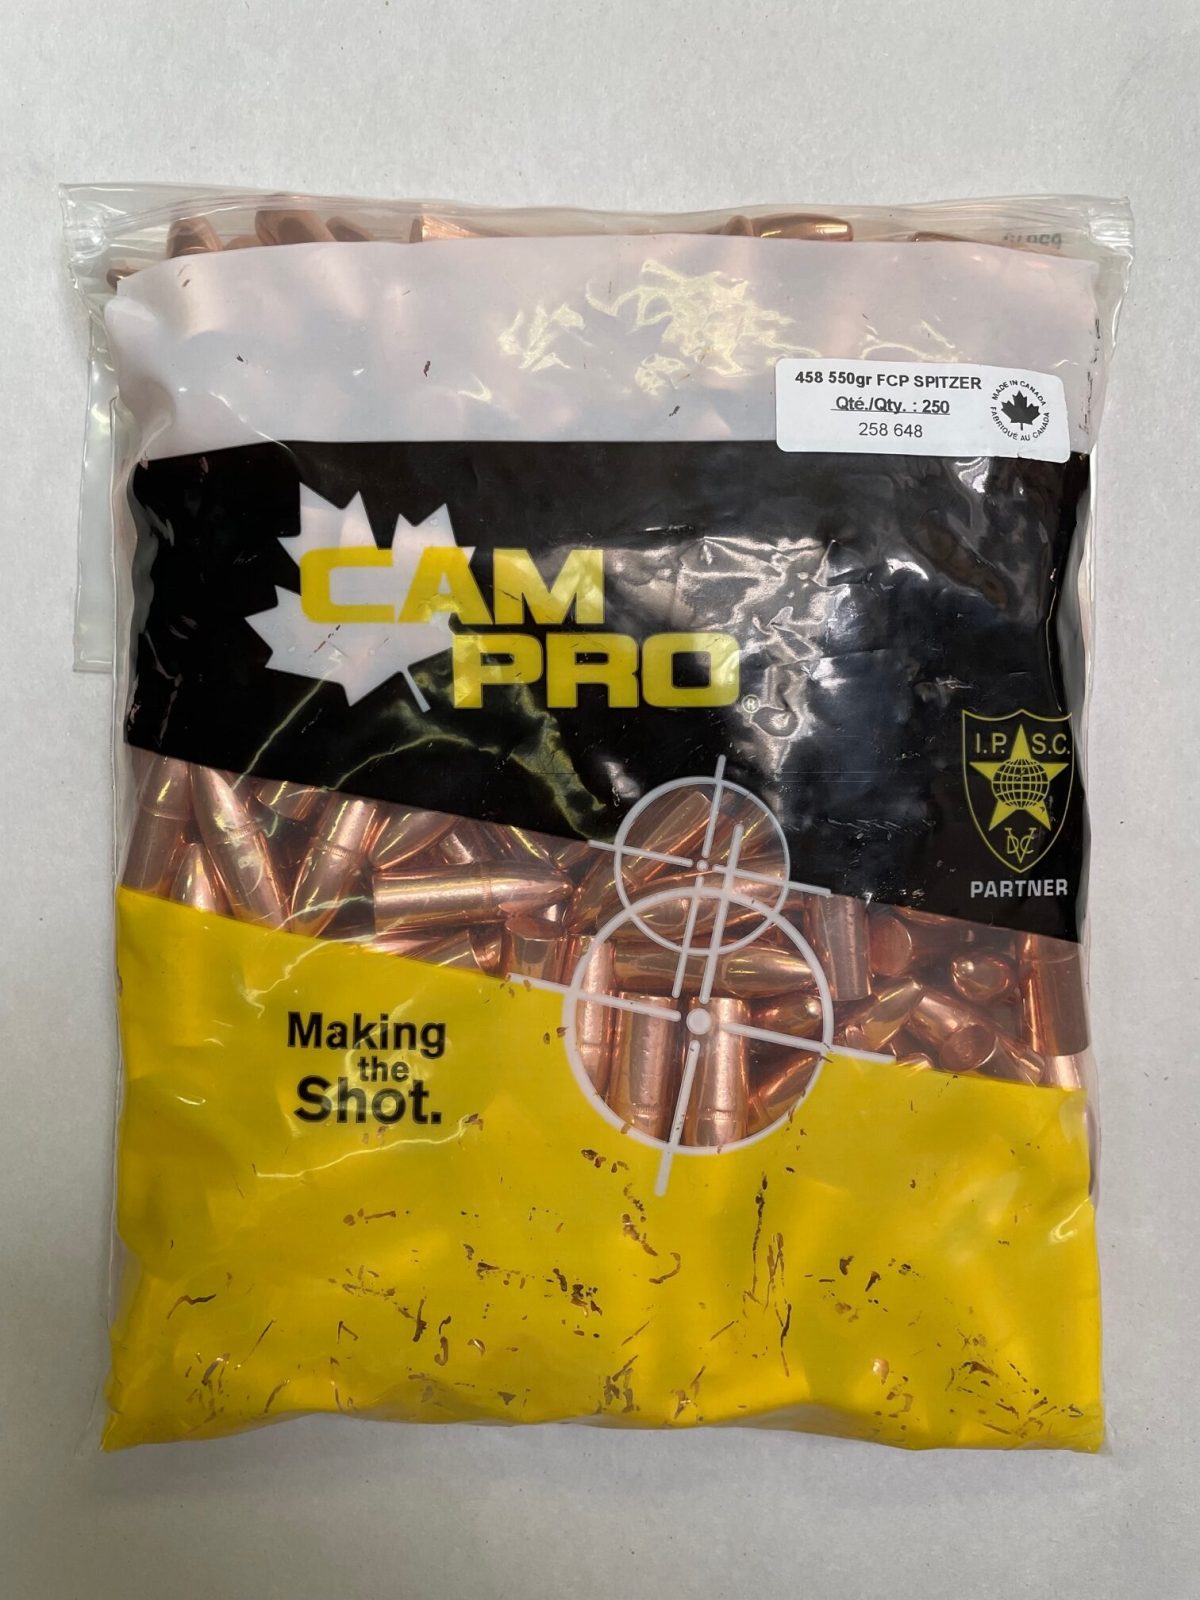 458 550gr FCP SPITZER
Qté./Qty. : 250
258 648
MADE IN CANADA
FABRIQUÉ AU CANADA
CAM
PRO®
I.P.S.C.
DVC
PARTNER
Making
the
Shot.